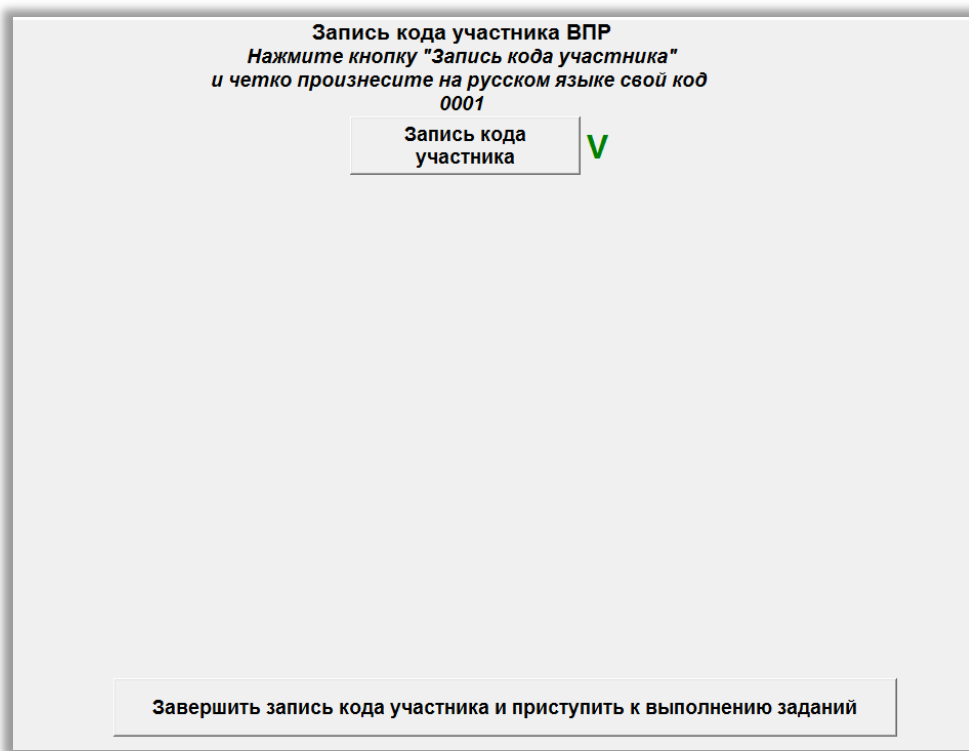 Запись кода участника ВПР
Нажмите кнопку "Запись кода участника"
и четко произнесите на русском языке свой код
0001
Запись кода
участника
V
Завершить запись кода участника и приступить к выполнению заданий